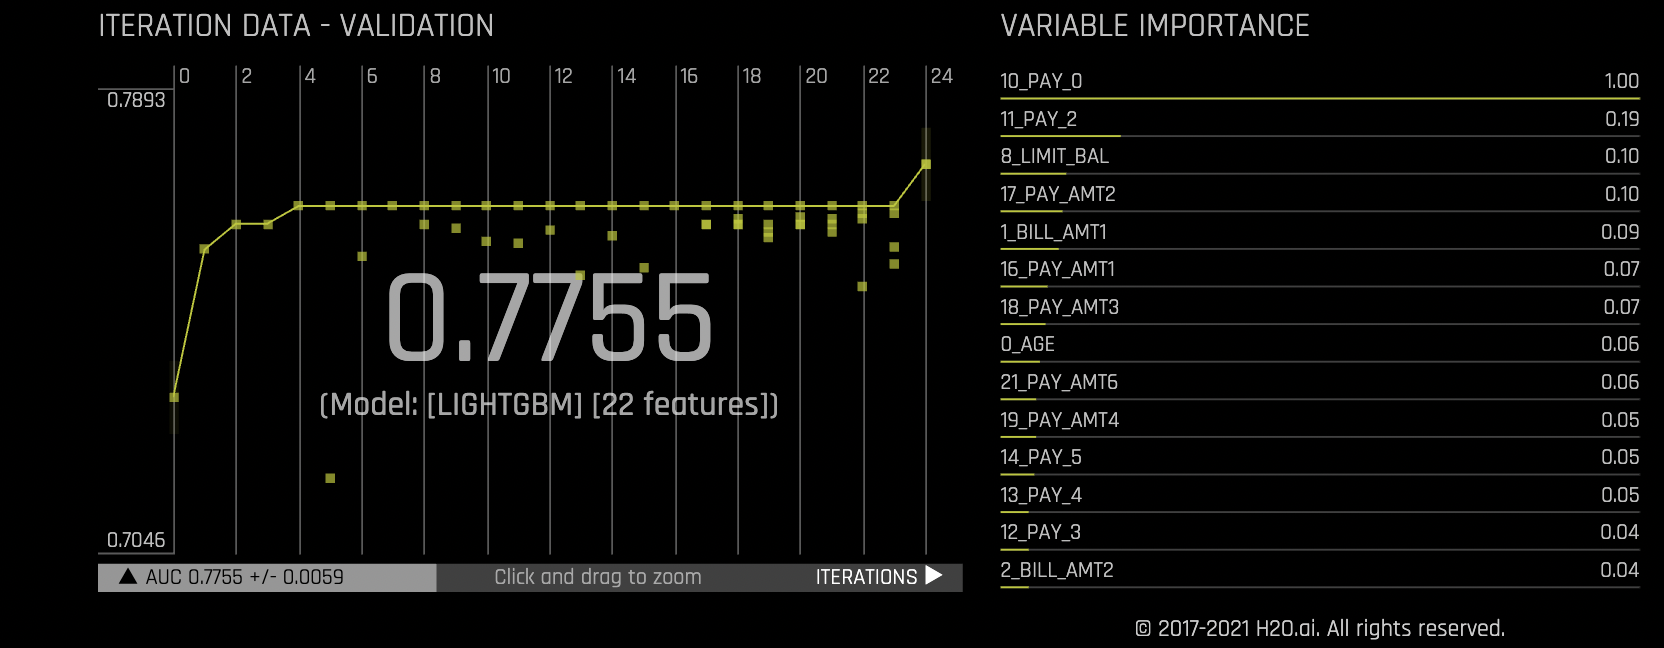 ITERATION DATA - VALIDATION
0 2 4 6 8 10 12 14 16 18 20 22 24
0.7893
0.7755
(Model: [LIGHTGBM] [22 features])
0.7046
▲ AUC 0.7755 +/- 0.0059
Click and drag to zoom
ITERATIONS ▶
VARIABLE IMPORTANCE
10_PAY_0 1.00
11_PAY_2 0.19
8_LIMIT_BAL 0.10
17_PAY_AMT2 0.10
1_BILL_AMT1 0.09
16_PAY_AMT1 0.07
18_PAY_AMT3 0.07
0_AGE 0.06
21_PAY_AMT6 0.06
19_PAY_AMT4 0.05
14_PAY_5 0.05
13_PAY_4 0.05
12_PAY_3 0.04
2_BILL_AMT2 0.04
© 2017-2021 H2O.ai. All rights reserved.